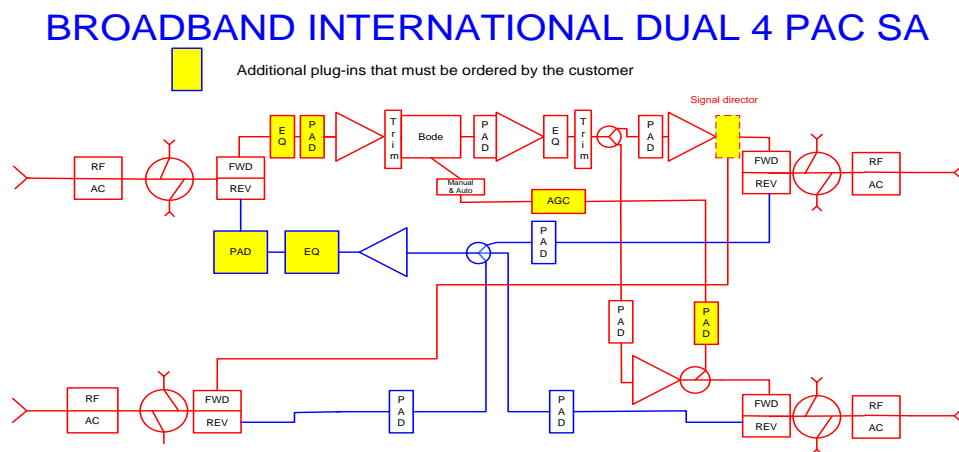 BROADBAND INTERNATIONAL DUAL 4 PAC SA
Additional plug-ins that must be ordered by the customer
Signal director
EQ
PAD
Trim
Bode
PAD
EQ
Trim
PAD
RF
AC
FWD
REV
Manual
& Auto
AGC
FWD
REV
RF
AC
PAD
EQ
PAD
PAD
PAD
RF
AC
FWD
REV
PAD
PAD
FWD
REV
RF
AC